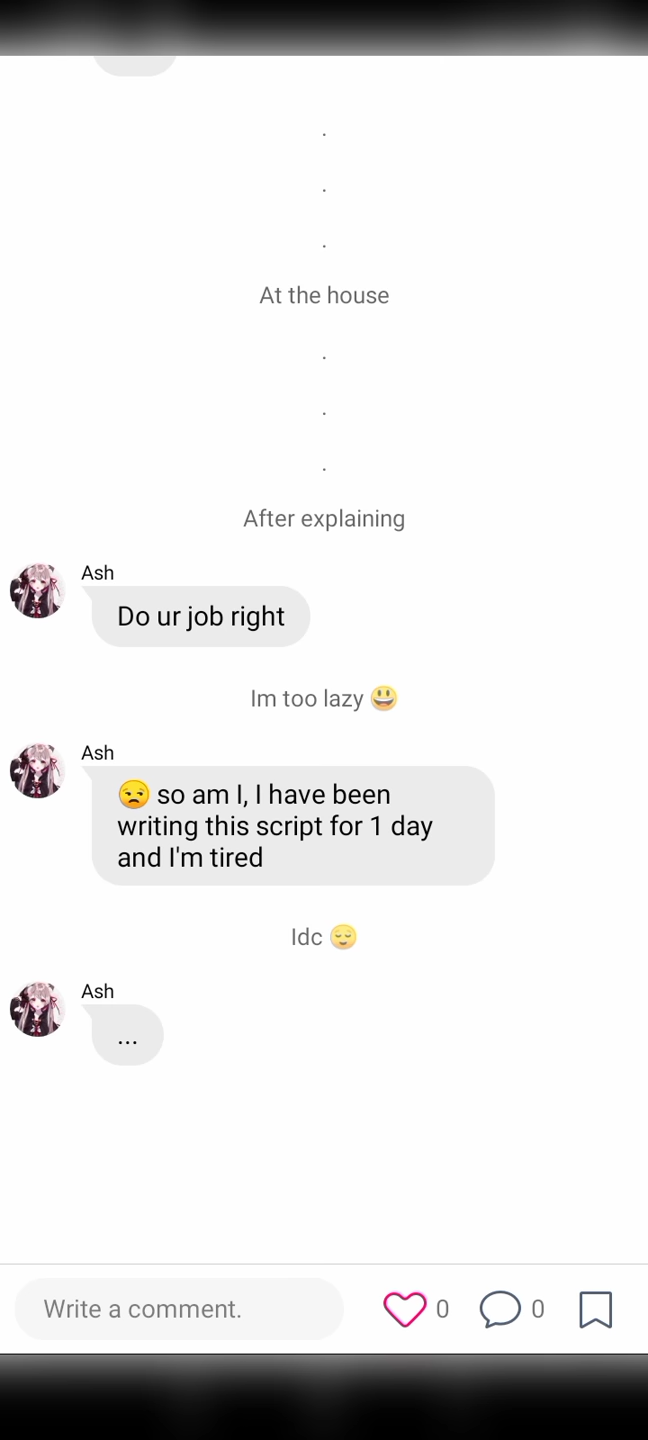 .
.
.
At the house
.
.
.
After explaining
Ash
Do ur job right
Im too lazy 😃
Ash
😒 so am I, I have been
writing this script for 1 day
and I'm tired
Idc 😌
Ash
...
Write a comment.
0
0